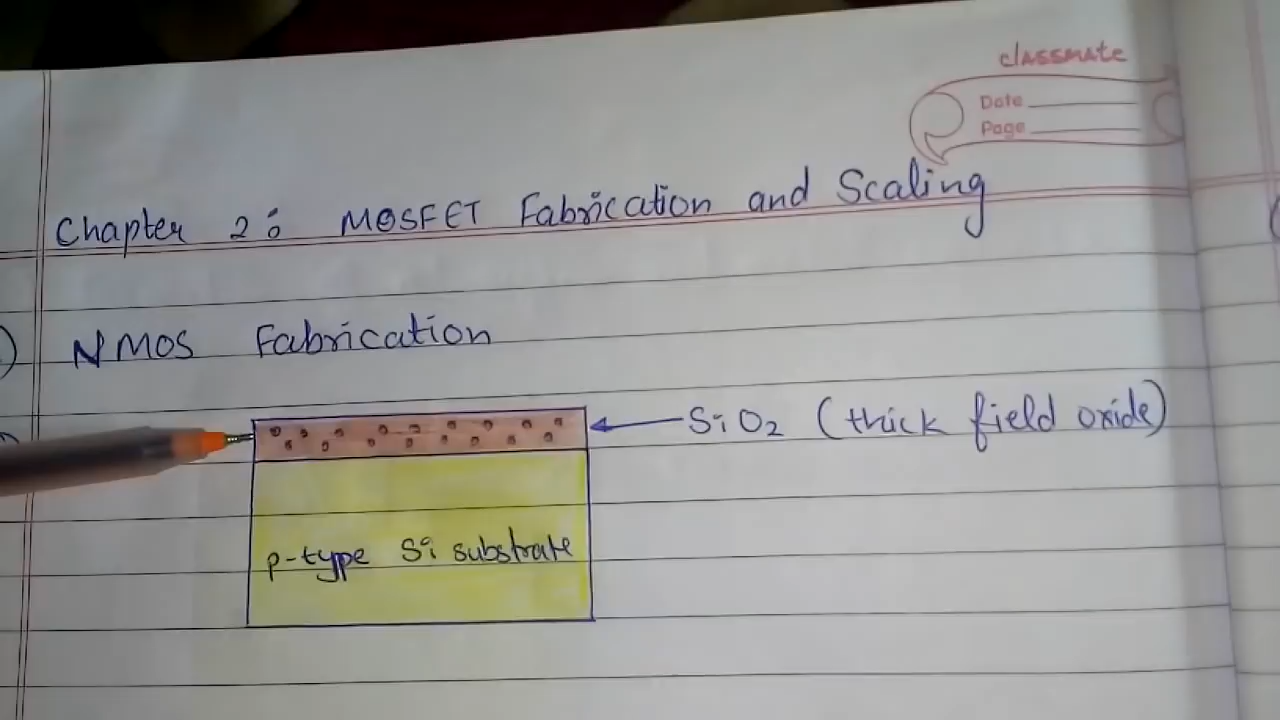 classmate
Date
Page
Chapter 2: MOSFET Fabrication and Scaling
) NMOS Fabrication
SiO2 (thick field oxide)
p-type Si substrate